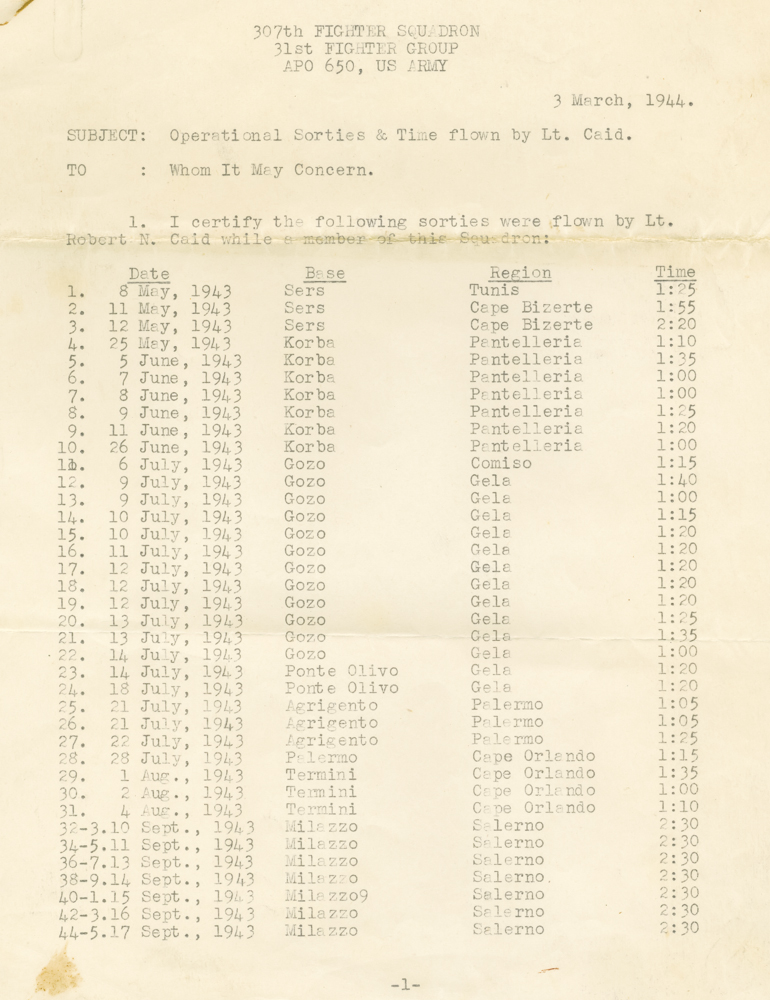 307th FIGHTER SQUADRON
31st FIGHTER GROUP
APO 650, US ARMY
3 March, 1944.
SUBJECT: Operational Sorties & Time flown by Lt. Caid.
TO : Whom It May Concern.
1. I certify the following sorties were flown by Lt.
Robert N. Caid while a member of this Squadron:
Date Base Region Time
1. 8 May, 1943 Sers Tunis 1:25
2. 11 May, 1943 Sers Cape Bizerte 1:55
3. 12 May, 1943 Sers Cape Bizerte 2:20
4. 25 May, 1943 Korba Pantelleria 1:10
5. 5 June, 1943 Korba Pantelleria 1:35
6. 7 June, 1943 Korba Pantelleria 1:00
7. 8 June, 1943 Korba Pantelleria 1:00
8. 9 June, 1943 Korba Pantelleria 1:25
9. 11 June, 1943 Korba Pantelleria 1:20
10. 26 June, 1943 Korba Pantelleria 1:00
11. 6 July, 1943 Gozo Comiso 1:15
12. 9 July, 1943 Gozo Gela 1:40
13. 9 July, 1943 Gozo Gela 1:00
14. 10 July, 1943 Gozo Gela 1:15
15. 10 July, 1943 Gozo Gela 1:20
16. 11 July, 1943 Gozo Gela 1:20
17. 12 July, 1943 Gozo Gela 1:20
18. 12 July, 1943 Gozo Gela 1:20
19. 12 July, 1943 Gozo Gela 1:20
20. 13 July, 1943 Gozo Gela 1:25
21. 13 July, 1943 Gozo Gela 1:35
22. 14 July, 1943 Gozo Gela 1:00
23. 14 July, 1943 Ponte Olivo Gela 1:20
24. 18 July, 1943 Ponte Olivo Gela 1:20
25. 21 July, 1943 Agrigento Palermo 1:05
26. 21 July, 1943 Agrigento Palermo 1:05
27. 22 July, 1943 Agrigento Palermo 1:25
28. 28 July, 1943 Palermo Cape Orlando 1:15
29. 1 Aug., 1943 Termini Cape Orlando 1:35
30. 2 Aug., 1943 Termini Cape Orlando 1:00
31. 4 Aug., 1943 Termini Cape Orlando 1:10
32-3.10 Sept., 1943 Milazzo Salerno 2:30
34-5.11 Sept., 1943 Milazzo Salerno 2:30
36-7.13 Sept., 1943 Milazzo Salerno 2:30
38-9.14 Sept., 1943 Milazzo Salerno. 2:30
40-1.15 Sept., 1943 Milazzo9 Salerno 2:30
42-3.16 Sept., 1943 Milazzo Salerno 2:30
44-5.17 Sept., 1943 Milazzo Salerno 2:30
-1-